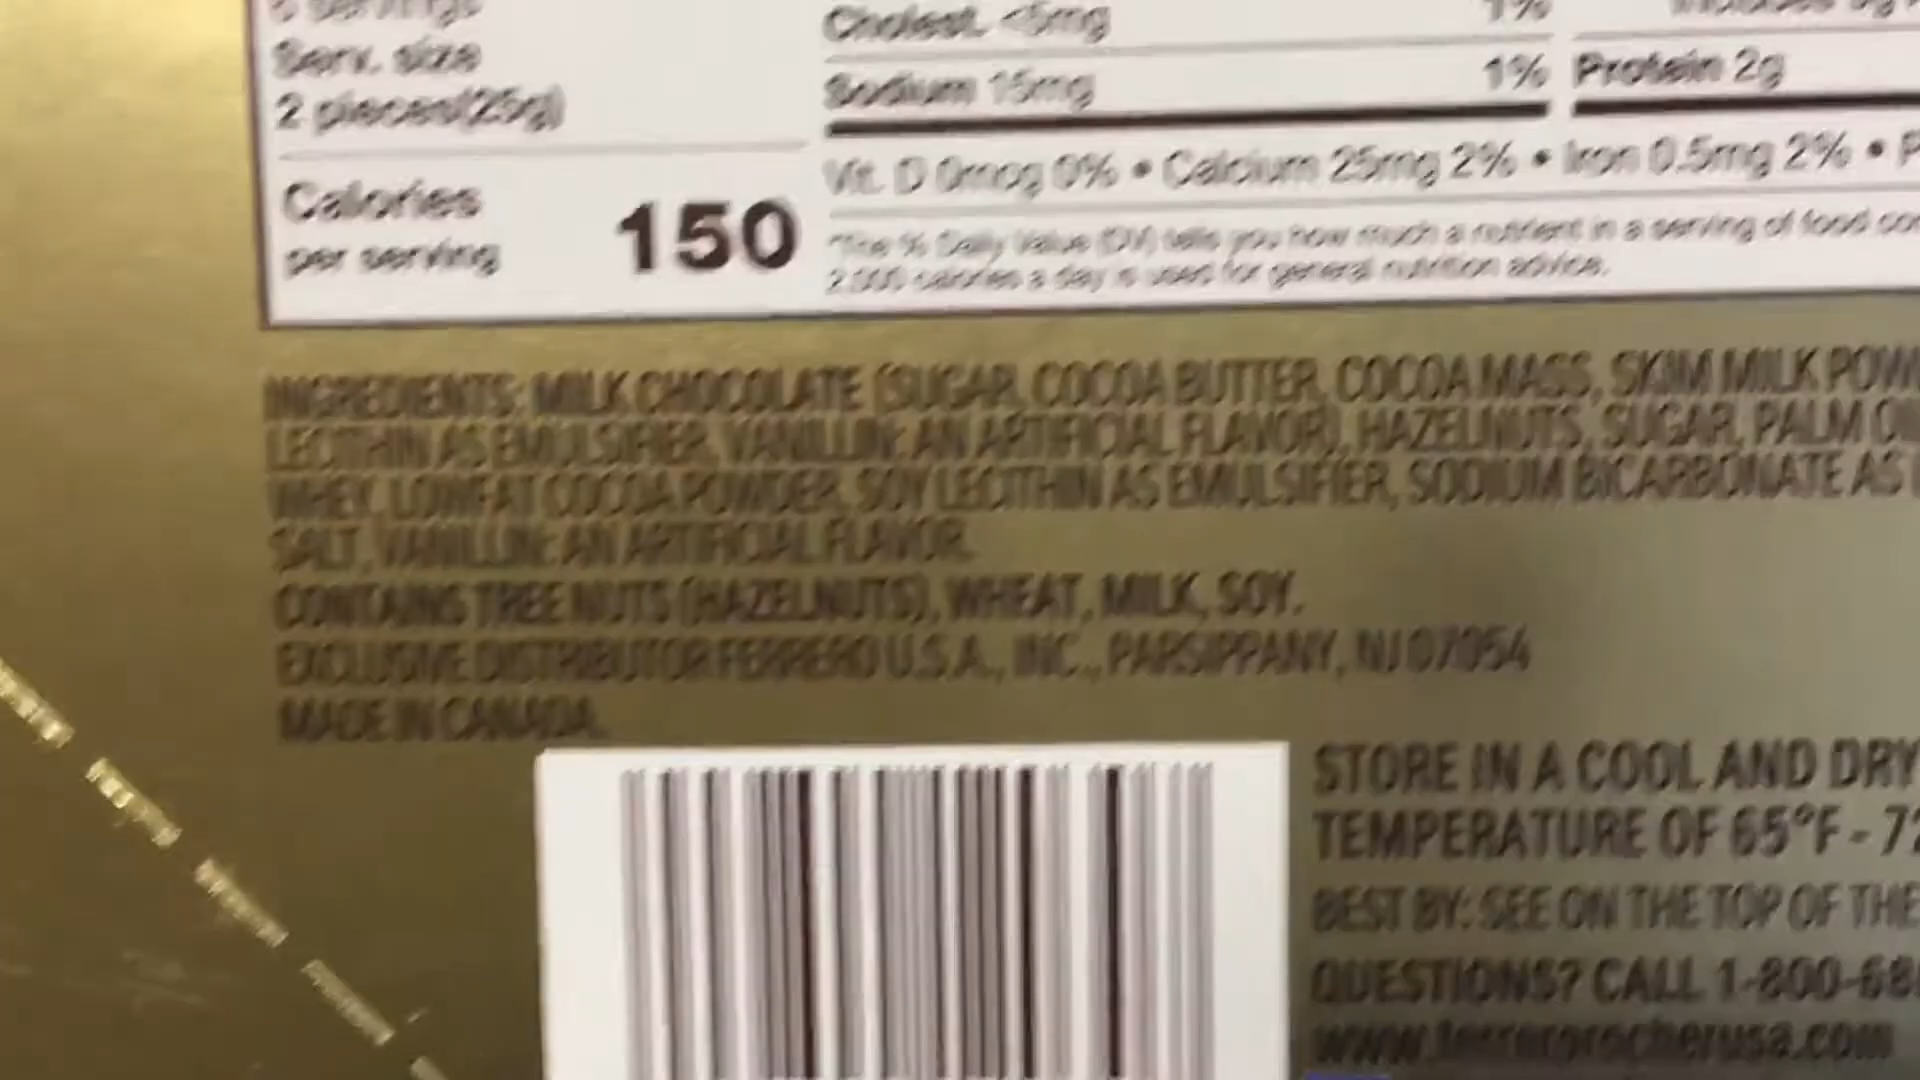 6 servings
Serv. size
2 pieces(25g)
Calories
per serving
150
Cholest. <5mg 1%
Sodium 15mg 1%
Protein 2g
Vit. D 0mcg 0% • Calcium 25mg 2% • Iron 0.5mg 2% • P
*The % Daily Value (DV) tells you how much a nutrient in a serving of food
2,000 calories a day is used for general nutrition advice.
INGREDIENTS: MILK CHOCOLATE (SUGAR, COCOA BUTTER, COCOA MASS, SKIM MILK POW
LECITHIN AS EMULSIFIER, VANILLIN: AN ARTIFICIAL FLAVOR), HAZELNUTS, SUGAR, PALM
WHEY, LOWFAT COCOA POWDER, SOY LECITHIN AS EMULSIFIER, SODIUM BICARBONATE AS
SALT, VANILLIN: AN ARTIFICIAL FLAVOR.
CONTAINS TREE NUTS (HAZELNUTS), WHEAT, MILK, SOY.
EXCLUSIVE DISTRIBUTOR FERRERO U.S.A., INC., PARSIPPANY, NJ 07054
MADE IN CANADA.
STORE IN A COOL AND DRY
TEMPERATURE OF 65°F - 7
BEST BY: SEE ON THE TOP OF THE
QUESTIONS? CALL 1-800-68
www.ferrerorocherusa.com